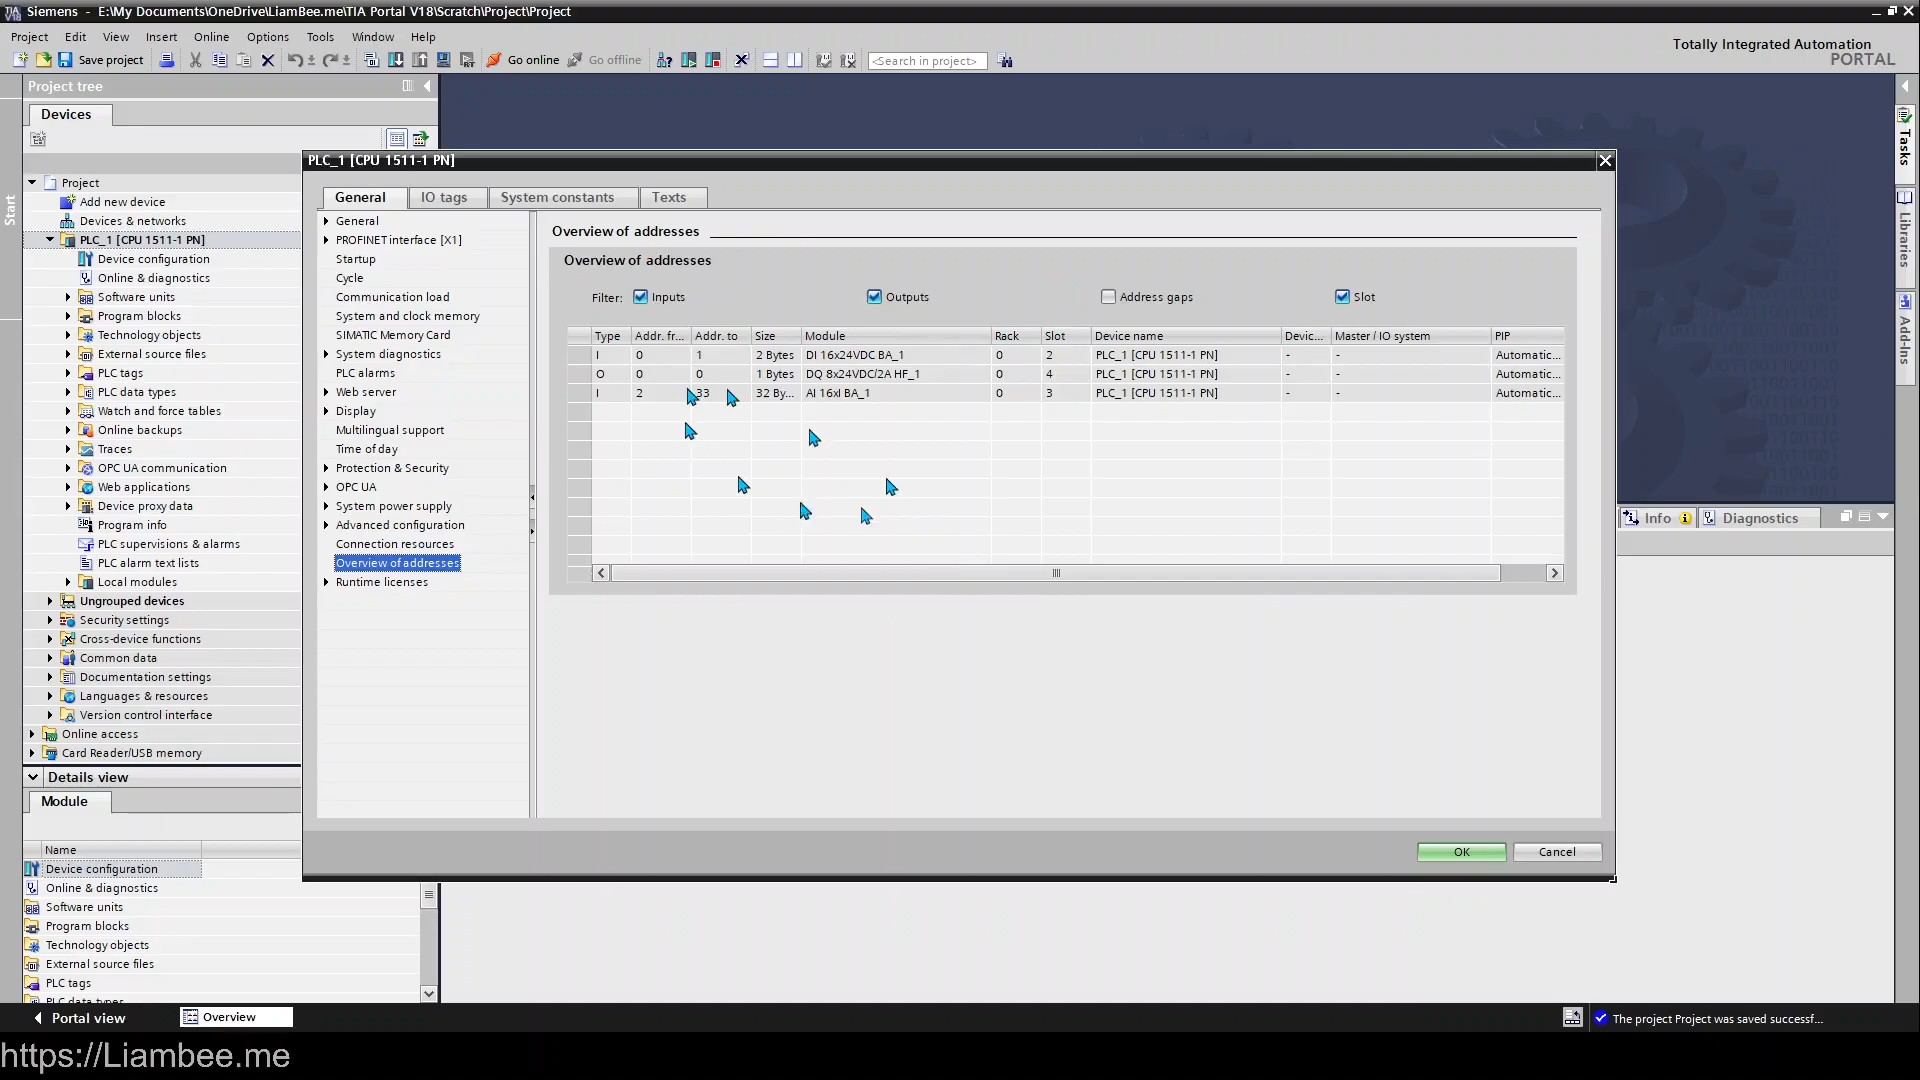 Siemens - E:\My Documents\OneDrive\LiamBee.me\TIA Portal V18\Scratch\Project\Project
Project Edit View Insert Online Options Tools Window Help
Totally Integrated Automation
PORTAL
Save project
Go online
Go offline
<Search in project>
Project tree
Devices
Start
Project
Add new device
Devices & networks
PLC_1 [CPU 1511-1 PN]
Device configuration
Online & diagnostics
Software units
Program blocks
Technology objects
External source files
PLC tags
PLC data types
Watch and force tables
Online backups
Traces
OPC UA communication
Web applications
Device proxy data
Program info
PLC supervisions & alarms
PLC alarm text lists
Local modules
Ungrouped devices
Security settings
Cross-device functions
Common data
Documentation settings
Languages & resources
Version control interface
Online access
Card Reader/USB memory
Details view
Module
Name
Device configuration
Online & diagnostics
Software units
Program blocks
Technology objects
External source files
PLC tags
PLC data types
PLC_1 [CPU 1511-1 PN]
General IO tags System constants Texts
General
PROFINET interface [X1]
Startup
Cycle
Communication load
System and clock memory
SIMATIC Memory Card
System diagnostics
PLC alarms
Web server
Display
Multilingual support
Time of day
Protection & Security
OPC UA
System power supply
Advanced configuration
Connection resources
Overview of addresses
Runtime licenses
Overview of addresses
Overview of addresses
Filter: Inputs Outputs Address gaps Slot
Type Addr. fr... Addr. to Size Module Rack Slot Device name Devic... Master / IO system PIP
I 0 1 2 Bytes DI 16x24VDC BA_1 0 2 PLC_1 [CPU 1511-1 PN] - - Automatic...
O 0 0 1 Bytes DQ 8x24VDC/2A HF_1 0 4 PLC_1 [CPU 1511-1 PN] - - Automatic...
I 2 33 32 By... AI 16xI BA_1 0 3 PLC_1 [CPU 1511-1 PN] - - Automatic...
OK Cancel
Tasks
Libraries
Add-Ins
Info Diagnostics
Portal view
Overview
The project Project was saved successf...
https://Liambee.me